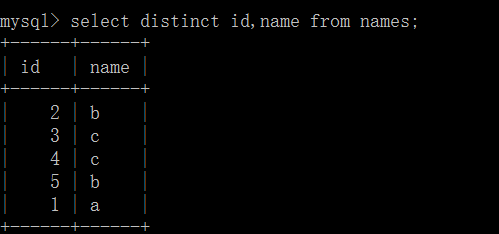 mysql> select distinct id,name from names;
+------+------+
| id   | name |
+------+------+
|    2 | b    |
|    3 | c    |
|    4 | c    |
|    5 | b    |
|    1 | a    |
+------+------+